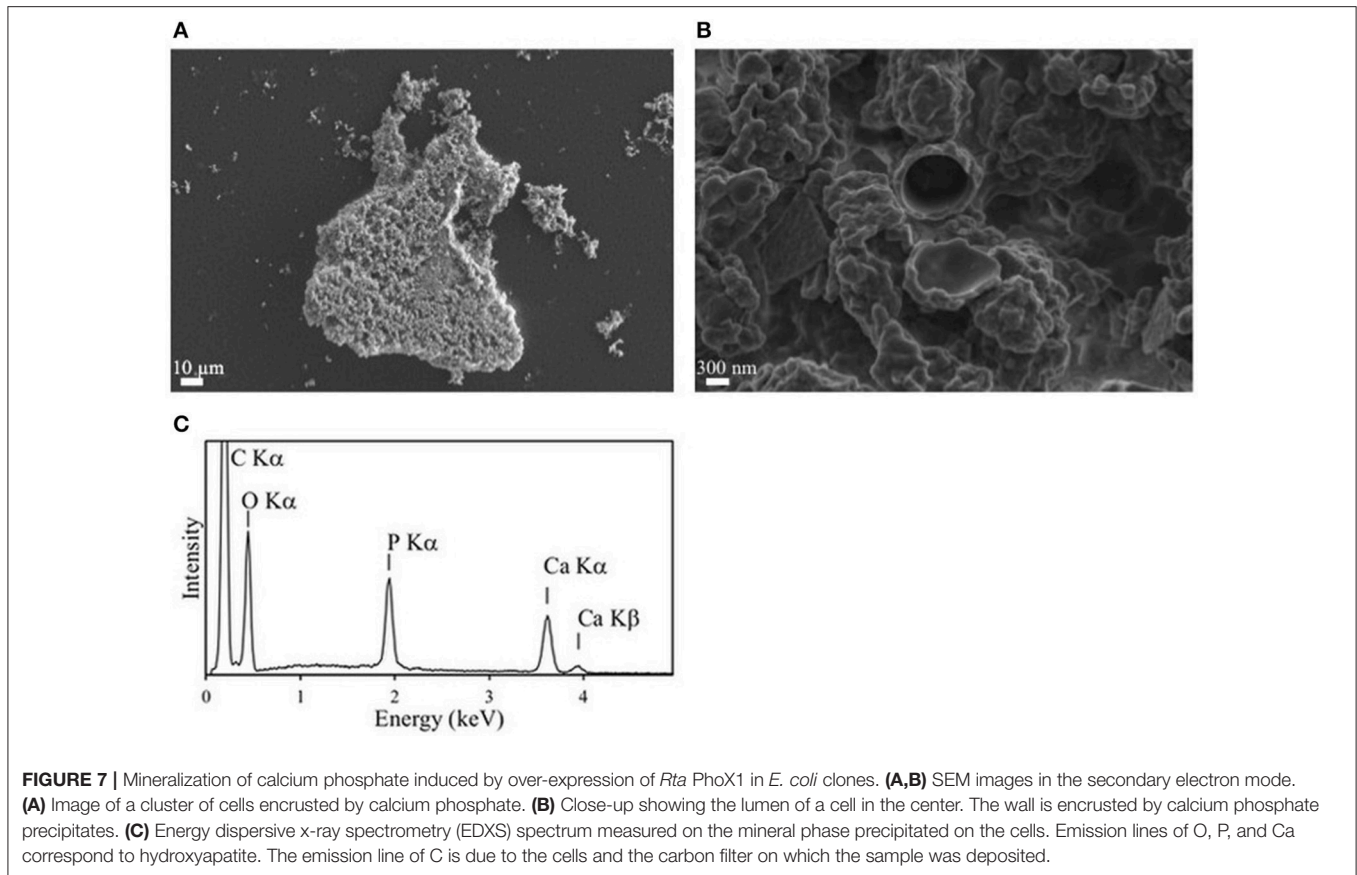 A
B
10 µm
300 nm
C
C Kα
O Kα
P Kα
Ca Kα
Ca Kβ
Intensity
0 1 2 3 4
Energy (keV)
FIGURE 7 | Mineralization of calcium phosphate induced by over-expression of Rta PhoX1 in E. coli clones. (A,B) SEM images in the secondary electron mode.
(A) Image of a cluster of cells encrusted by calcium phosphate. (B) Close-up showing the lumen of a cell in the center. The wall is encrusted by calcium phosphate
precipitates. (C) Energy dispersive x-ray spectrometry (EDXS) spectrum measured on the mineral phase precipitated on the cells. Emission lines of O, P, and Ca
correspond to hydroxyapatite. The emission line of C is due to the cells and the carbon filter on which the sample was deposited.